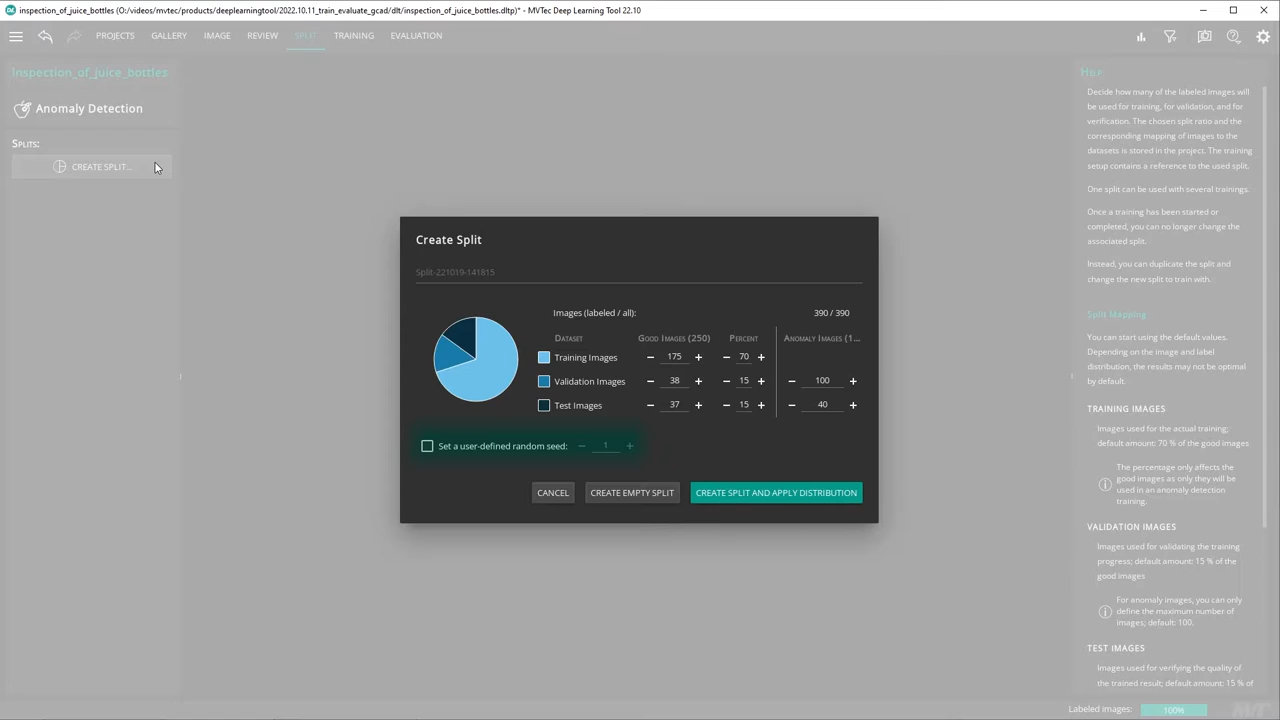 inspection_of_juice_bottles (O:/videos/mvtec/products/deeplearningtool/2022.10.11_train_evaluate_gcad/dlt/inspection_of_juice_bottles.dltp)* - MVTec Deep Learning Tool 22.10
PROJECTS GALLERY IMAGE REVIEW SPLIT TRAINING EVALUATION
Inspection_of_juice_bottles
Anomaly Detection
Splits:
CREATE SPLIT...
Create Split
Split-221019-141815
Images (labeled / all): 390 / 390
Dataset Good Images (250) Percent Anomaly Images (1...
Training Images − 175 + − 70 +
Validation Images − 38 + − 15 + − 100 +
Test Images − 37 + − 15 + − 40 +
Set a user-defined random seed: − 1 +
CANCEL CREATE EMPTY SPLIT CREATE SPLIT AND APPLY DISTRIBUTION
Help
Decide how many of the labeled images will
be used for training, for validation, and for
verification. The chosen split ratio and the
corresponding mapping of images to the
datasets is stored in the project. The training
setup contains a reference to the used split.
One split can be used with several trainings.
Once a training has been started or
completed, you can no longer change the
associated split.
Instead, you can duplicate the split and
change the new split to train with.
Split Mapping
You can start using the default values.
Depending on the image and label
distribution, the results may not be optimal
by default.
TRAINING IMAGES
Images used for the actual training;
default amount: 70 % of the good images.
The percentage only affects the
good images as only they will be
used in an anomaly detection
training.
VALIDATION IMAGES
Images used for validating the training
progress; default amount: 15 % of the
good images
For anomaly images, you can only
define the maximum number of
images; default: 100.
TEST IMAGES
Images used for verifying the quality of
the trained result; default amount: 15 % of
Labeled images: 100%